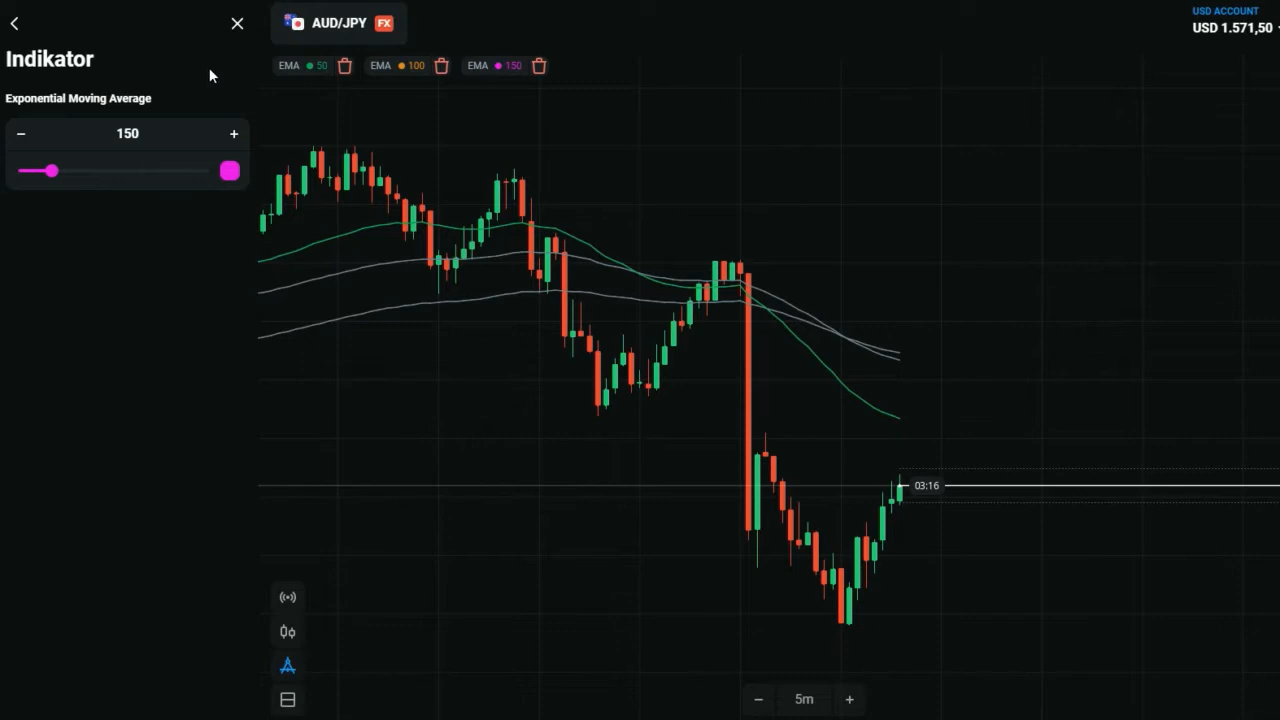 Indikator
Exponential Moving Average
− 150 +
AUD/JPY FX
USD ACCOUNT
USD 1.571,50
EMA 50 EMA 100 EMA 150
03:16
− 5m +